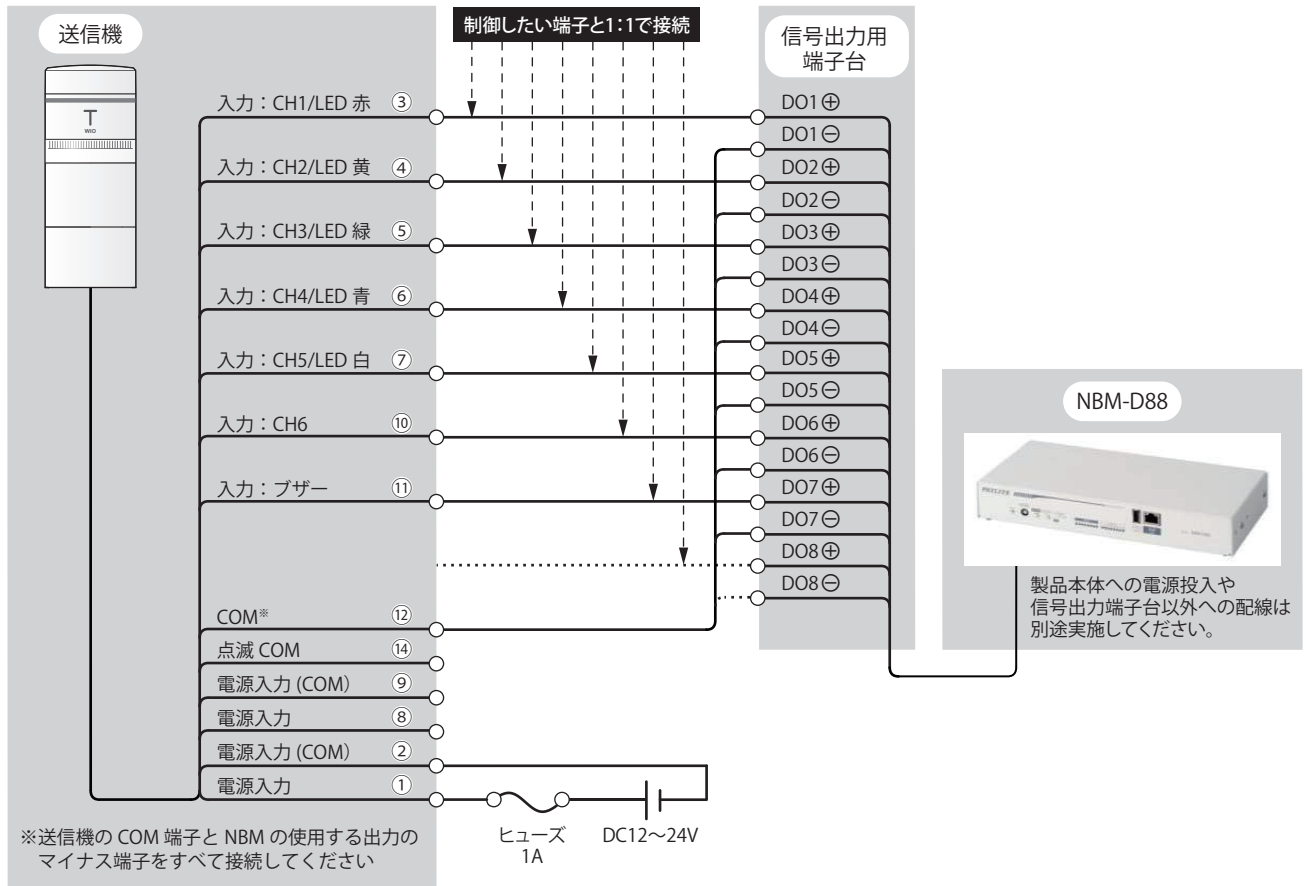 送信機
制御したい端子と1：1で接続
信号出力用
端子台
T
WIO
入力：CH1/LED 赤 ③
入力：CH2/LED 黄 ④
入力：CH3/LED 緑 ⑤
入力：CH4/LED 青 ⑥
入力：CH5/LED 白 ⑦
入力：CH6 ⑩
入力：ブザー ⑪
COM※ ⑫
点滅 COM ⑭
電源入力 (COM) ⑨
電源入力 ⑧
電源入力 (COM) ②
電源入力 ①
※送信機の COM 端子と NBM の使用する出力の
マイナス端子をすべて接続してください
ヒューズ
1A
DC12～24V
DO1⊕
DO1⊖
DO2⊕
DO2⊖
DO3⊕
DO3⊖
DO4⊕
DO4⊖
DO5⊕
DO5⊖
DO6⊕
DO6⊖
DO7⊕
DO7⊖
DO8⊕
DO8⊖
NBM-D88
製品本体への電源投入や
信号出力端子台以外への配線は
別途実施してください。